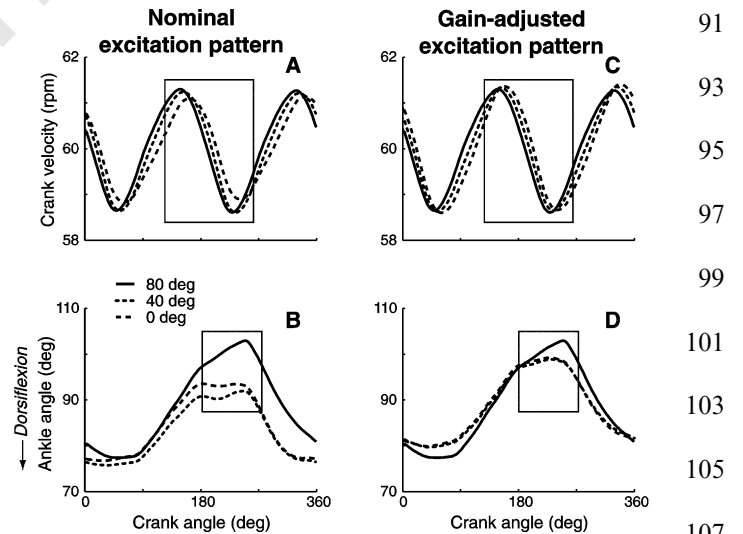 Nominal
excitation pattern
Gain-adjusted
excitation pattern
A
C
62
60
58
Crank velocity (rpm)
62
60
58
80 deg
40 deg
0 deg
B
D
110
90
70
Ankle angle (deg)
Dorsiflexion
110
90
70
0
180
360
Crank angle (deg)
0
180
360
Crank angle (deg)
91
93
95
97
99
101
103
105